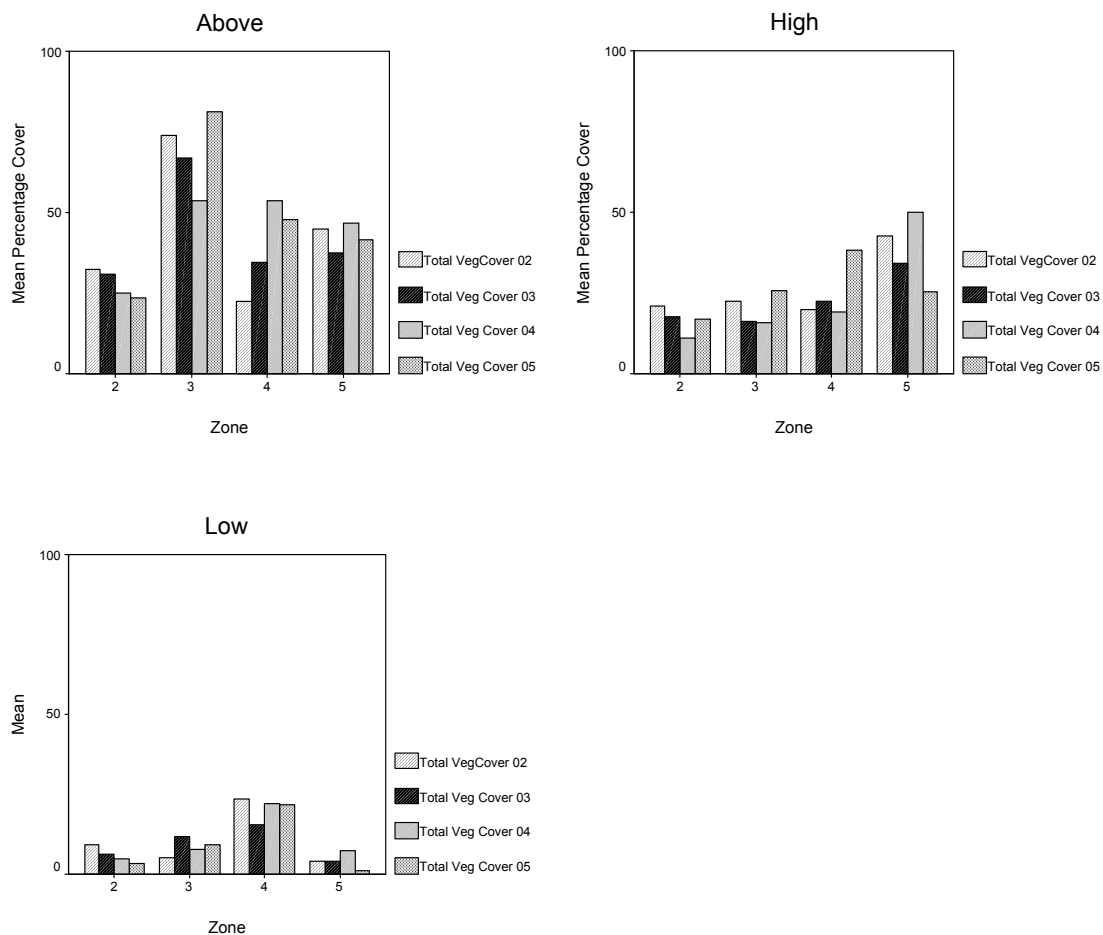 Above
100
50
0
Mean Percentage Cover
2 3 4 5
Zone
Total VegCover 02
Total Veg Cover 03
Total Veg Cover 04
Total Veg Cover 05
High
100
50
0
Mean Percentage Cover
2 3 4 5
Zone
Total VegCover 02
Total Veg Cover 03
Total Veg Cover 04
Total Veg Cover 05
Low
100
50
0
Mean
2 3 4 5
Zone
Total VegCover 02
Total Veg Cover 03
Total Veg Cover 04
Total Veg Cover 05